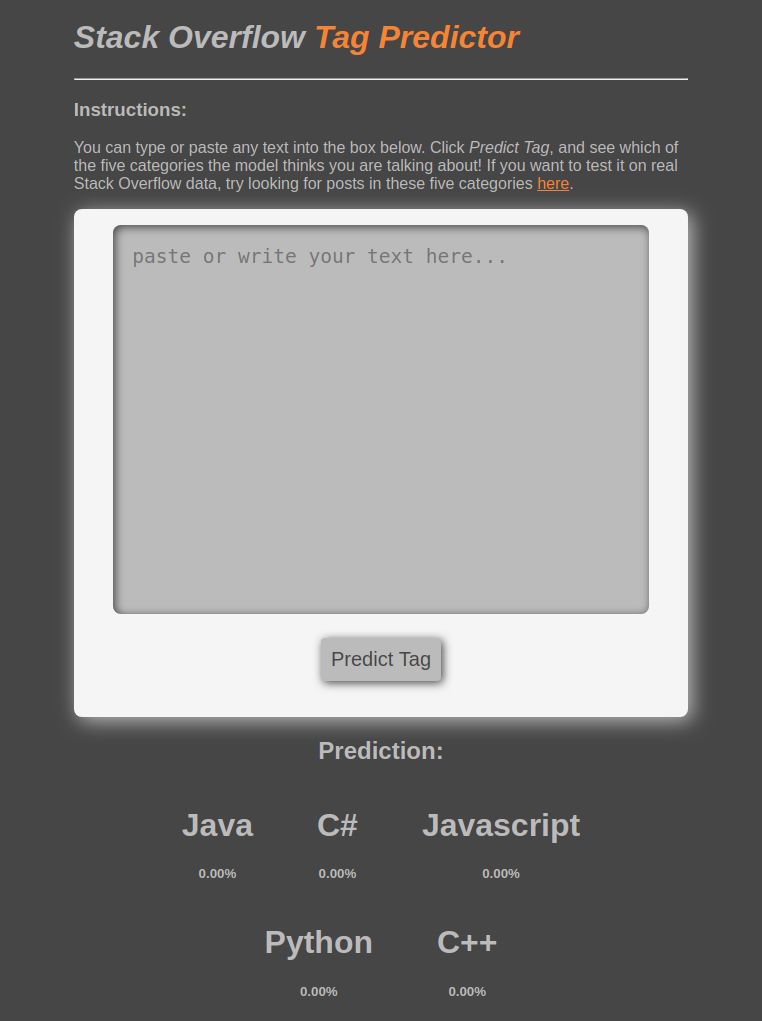 Stack Overflow Tag Predictor
Instructions:
You can type or paste any text into the box below. Click Predict Tag, and see which of
the five categories the model thinks you are talking about! If you want to test it on real
Stack Overflow data, try looking for posts in these five categories here.
paste or write your text here...
Predict Tag
Prediction:
Java C# Javascript
0.00% 0.00% 0.00%
Python C++
0.00% 0.00%